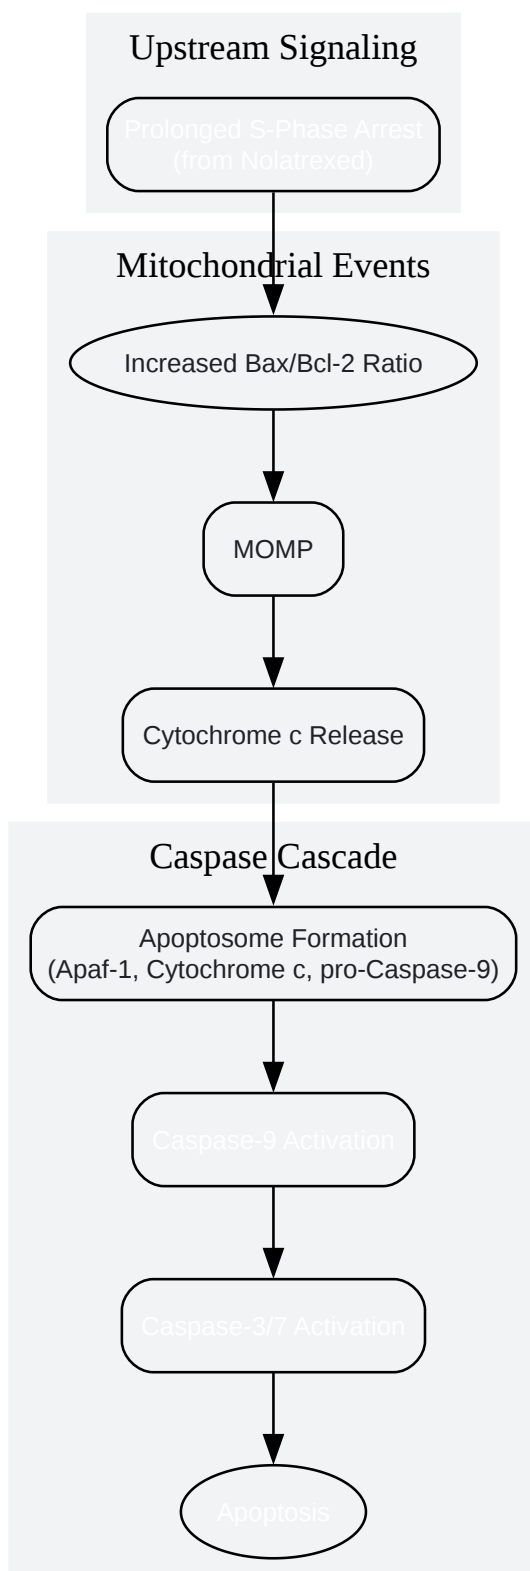 Upstream Signaling
Prolonged S-Phase Arrest
(from Nolatrexed)
Mitochondrial Events
Increased Bax/Bcl-2 Ratio
MOMP
Cytochrome c Release
Caspase Cascade
Apoptosome Formation
(Apaf-1, Cytochrome c, pro-Caspase-9)
Caspase-9 Activation
Caspase-3/7 Activation
Apoptosis